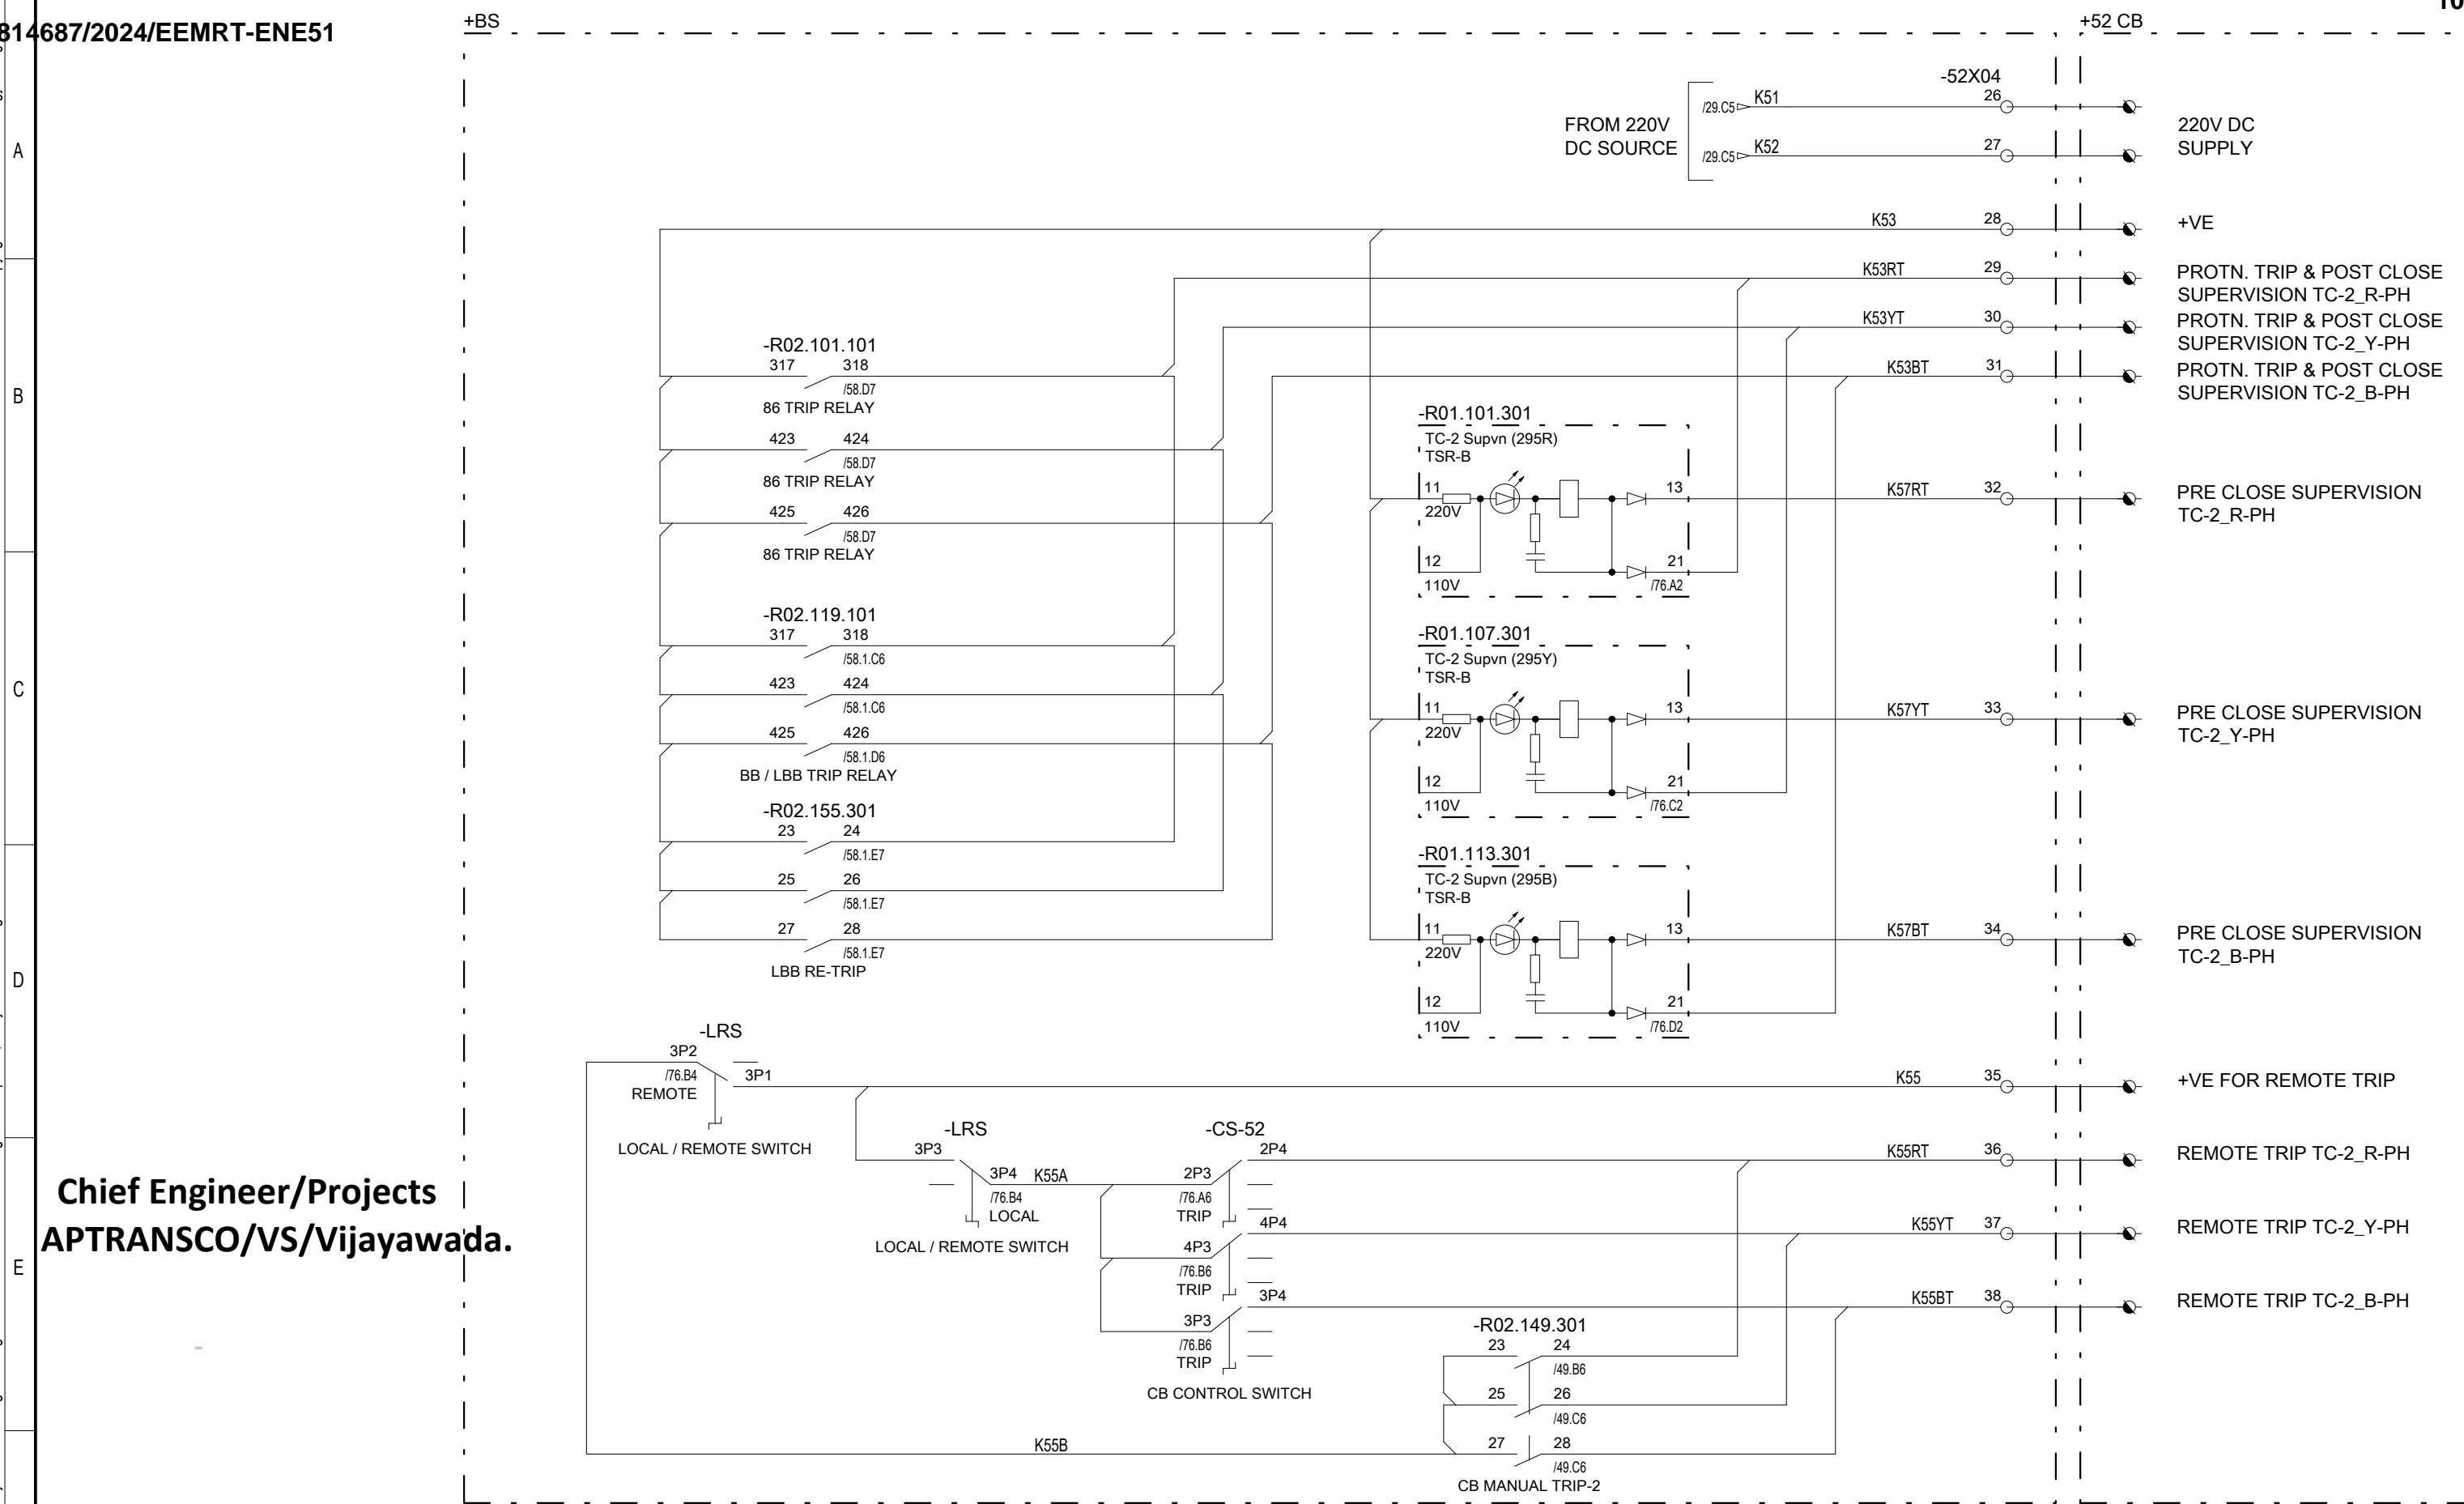 814687/2024/EEMRT-ENE51
10
+BS
+52 CB
-52X04
FROM 220V
DC SOURCE
/29.C5
K51
26
/29.C5
K52
27
220V DC
SUPPLY
K53
28
+VE
K53RT
29
PROTN. TRIP & POST CLOSE
SUPERVISION TC-2_R-PH
K53YT
30
PROTN. TRIP & POST CLOSE
SUPERVISION TC-2_Y-PH
K53BT
31
PROTN. TRIP & POST CLOSE
SUPERVISION TC-2_B-PH
A
B
C
D
E
-R02.101.101
317 318
/58.D7
86 TRIP RELAY
423 424
/58.D7
86 TRIP RELAY
425 426
/58.D7
86 TRIP RELAY
-R02.119.101
317 318
/58.1.C6
423 424
/58.1.C6
425 426
/58.1.D6
BB / LBB TRIP RELAY
-R02.155.301
23 24
/58.1.E7
25 26
/58.1.E7
27 28
/58.1.E7
LBB RE-TRIP
-R01.101.301
TC-2 Supvn (295R)
TSR-B
11 13
220V
12 21
110V /76.A2
K57RT
32
PRE CLOSE SUPERVISION
TC-2_R-PH
-R01.107.301
TC-2 Supvn (295Y)
TSR-B
11 13
220V
12 21
110V /76.C2
K57YT
33
PRE CLOSE SUPERVISION
TC-2_Y-PH
-R01.113.301
TC-2 Supvn (295B)
TSR-B
11 13
220V
12 21
110V /76.D2
K57BT
34
PRE CLOSE SUPERVISION
TC-2_B-PH
-LRS
3P2
/76.B4 3P1
REMOTE
LOCAL / REMOTE SWITCH
K55
35
+VE FOR REMOTE TRIP
-LRS
3P3
3P4 K55A
/76.B4
LOCAL
LOCAL / REMOTE SWITCH
-CS-52
2P4
2P3
/76.A6
TRIP
4P4
4P3
/76.B6
TRIP
3P4
3P3
/76.B6
TRIP
CB CONTROL SWITCH
K55RT
36
REMOTE TRIP TC-2_R-PH
K55YT
37
REMOTE TRIP TC-2_Y-PH
K55BT
38
REMOTE TRIP TC-2_B-PH
-R02.149.301
23 24
/49.B6
25 26
/49.C6
27 28
/49.C6
CB MANUAL TRIP-2
K55B
Chief Engineer/Projects
APTRANSCO/VS/Vijayawada.